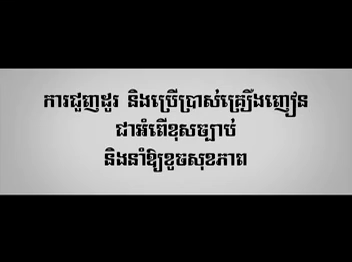 ការជួញដូរ និងប្រើប្រាស់គ្រឿងញៀន
ជាអំពើខុសច្បាប់
និងនាំឱ្យខូចសុខភាព